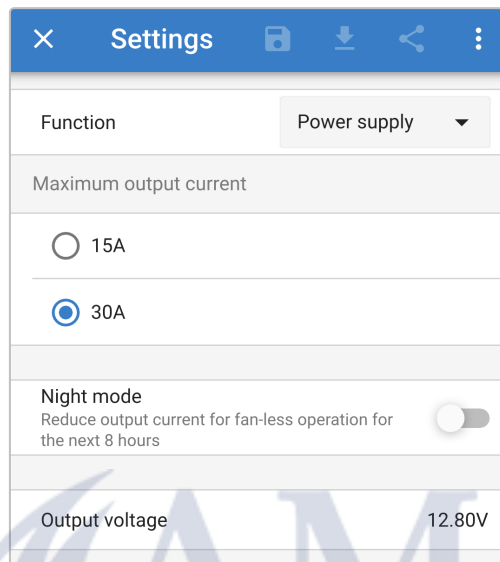 Settings
Function
Power supply
Maximum output current
15A
30A
Night mode
Reduce output current for fan-less operation for
the next 8 hours
Output voltage
12.80V